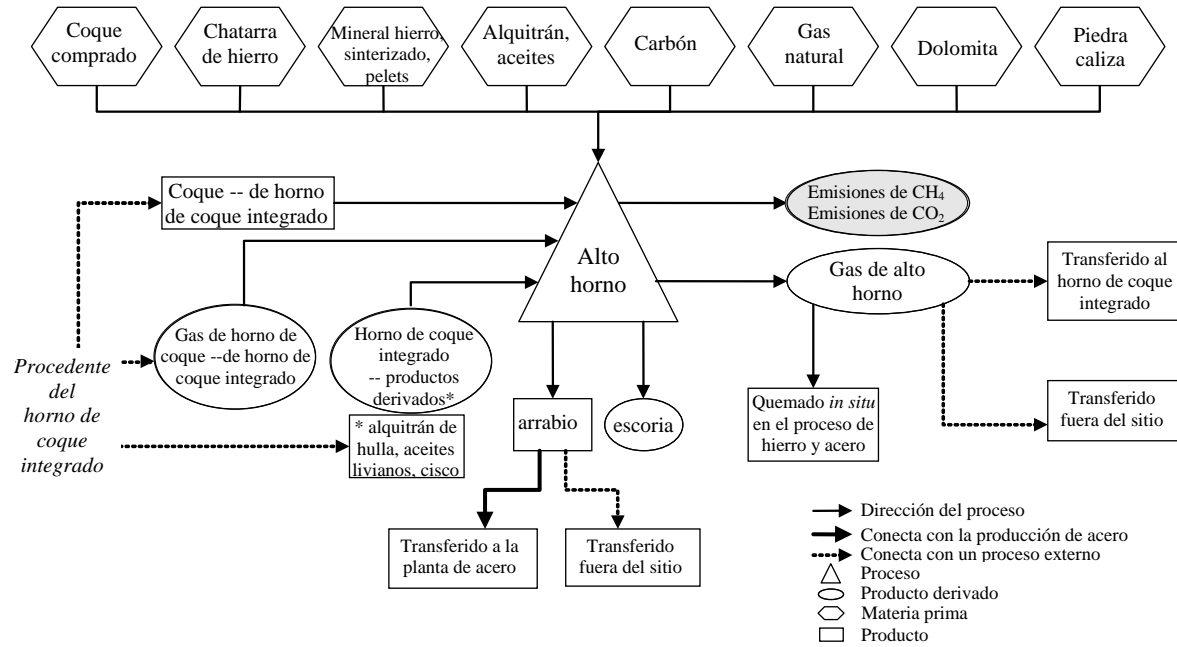 Coque
comprado
Chatarra
de hierro
Mineral hierro,
sinterizado,
pelets
Alquitrán,
aceites
Carbón
Gas
natural
Dolomita
Piedra
caliza
Coque -- de horno
de coque integrado
Emisiones de CH₄
Emisiones de CO₂
Alto
horno
Gas de alto
horno
Transferido al
horno de coque
integrado
Gas de horno de
coque --de horno de
coque integrado
Horno de coque
integrado
-- productos
derivados*
Procedente
del
horno de
coque
integrado
* alquitrán de
hulla, aceites
livianos, cisco
arrabio
escoria
Quemado in situ
en el proceso de
hierro y acero
Transferido
fuera del sitio
Transferido a la
planta de acero
Transferido
fuera del sitio
Dirección del proceso
Conecta con la producción de acero
Conecta con un proceso externo
Proceso
Producto derivado
Materia prima
Producto